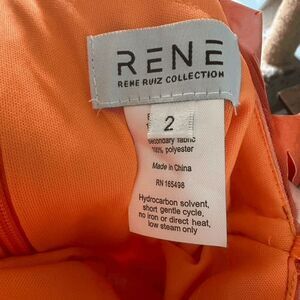 RENE
RENE RUIZ COLLECTION
2
secondary fabric
100% polyester
Made in China
RN 165498
Hydrocarbon solvent,
short gentle cycle,
no iron or direct heat,
low steam only